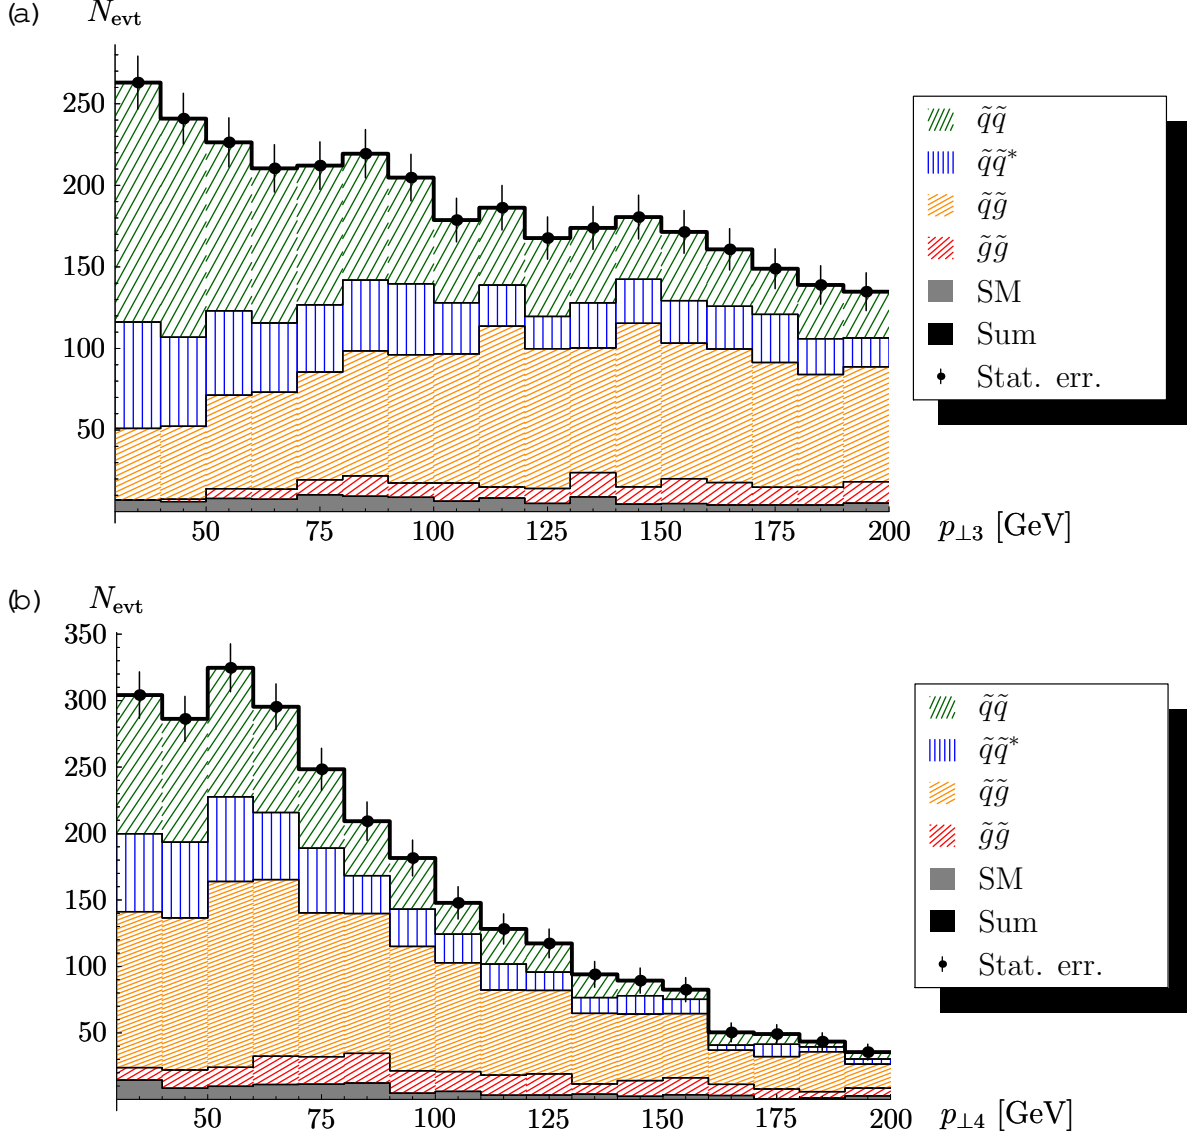 (a)
N_evt
250
200
150
100
50
50 75 100 125 150 175 200 p_⊥3 [GeV]
q̃q̃
q̃q̃*
q̃g̃
g̃g̃
SM
Sum
Stat. err.
(b)
N_evt
350
300
250
200
150
100
50
50 75 100 125 150 175 200 p_⊥4 [GeV]
q̃q̃
q̃q̃*
q̃g̃
g̃g̃
SM
Sum
Stat. err.